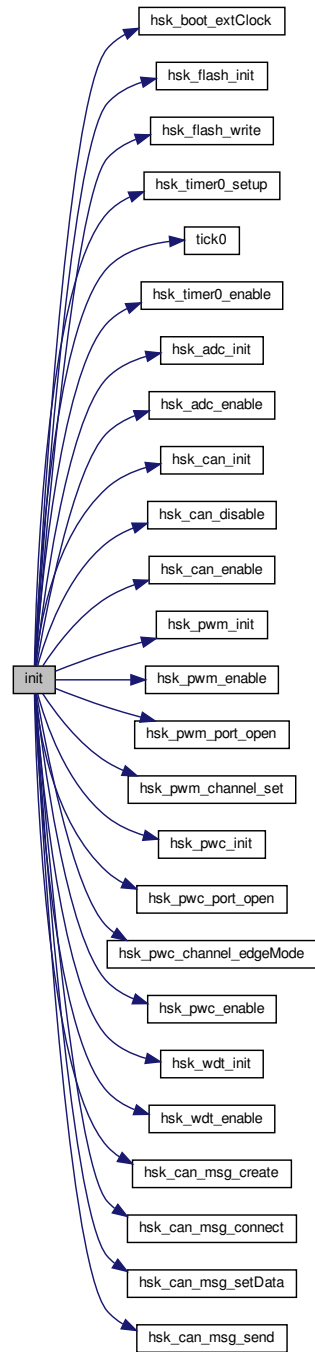 hsk_boot_extClock
hsk_flash_init
hsk_flash_write
hsk_timer0_setup
tick0
hsk_timer0_enable
hsk_adc_init
hsk_adc_enable
hsk_can_init
hsk_can_disable
hsk_can_enable
hsk_pwm_init
init
hsk_pwm_enable
hsk_pwm_port_open
hsk_pwm_channel_set
hsk_pwc_init
hsk_pwc_port_open
hsk_pwc_channel_edgeMode
hsk_pwc_enable
hsk_wdt_init
hsk_wdt_enable
hsk_can_msg_create
hsk_can_msg_connect
hsk_can_msg_setData
hsk_can_msg_send